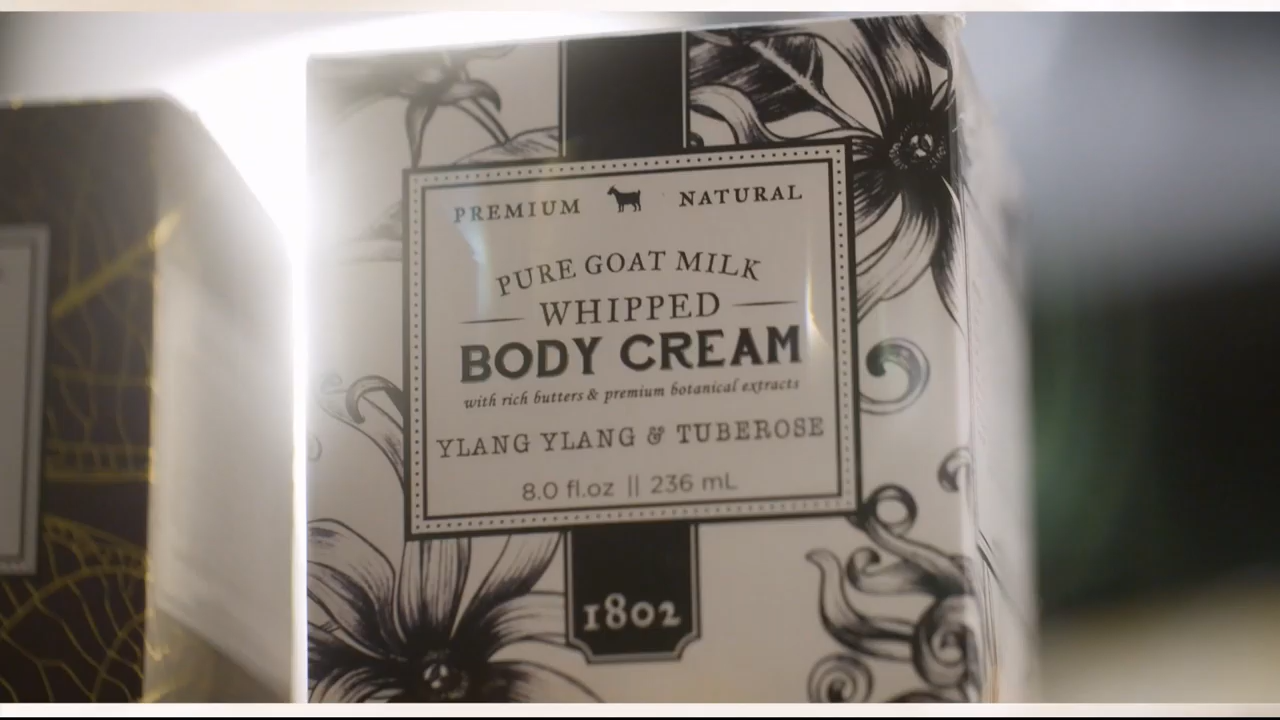 PREMIUM NATURAL
PURE GOAT MILK
WHIPPED
BODY CREAM
with rich butters & premium botanical extracts
YLANG YLANG & TUBEROSE
8.0 fl.oz || 236 mL
1802